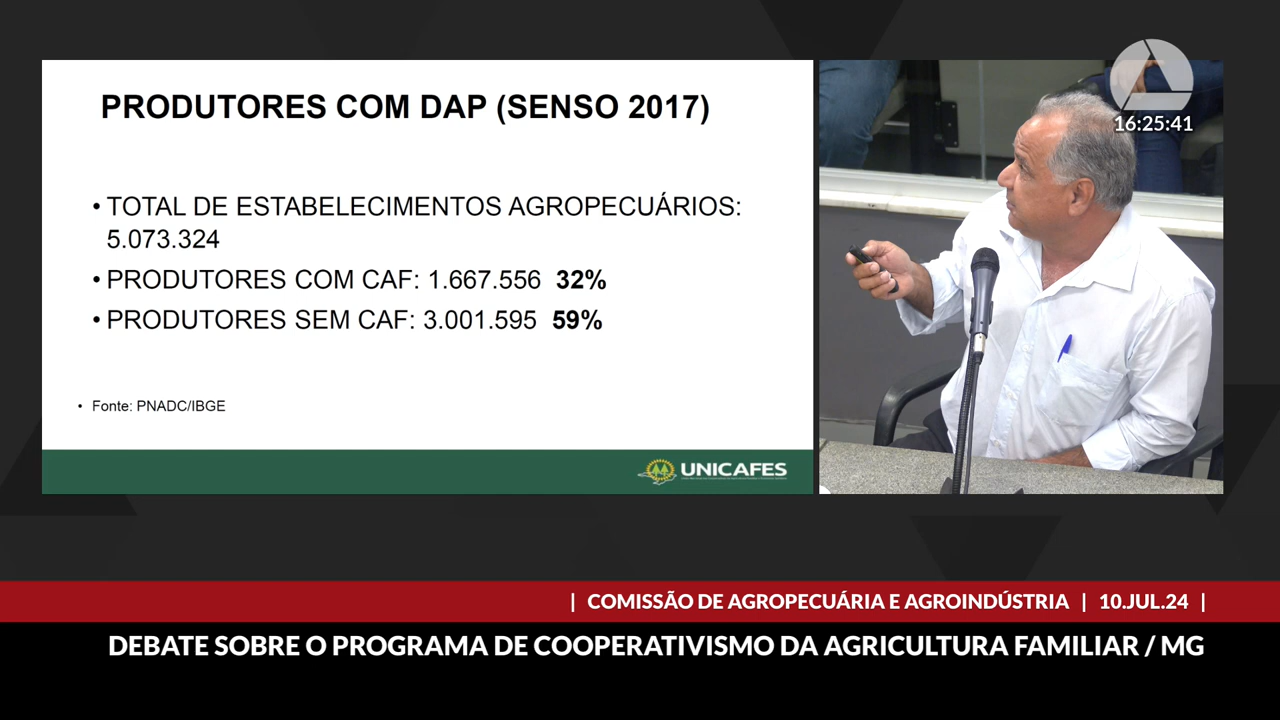 PRODUTORES COM DAP (SENSO 2017)
• TOTAL DE ESTABELECIMENTOS AGROPECUÁRIOS:
5.073.324
• PRODUTORES COM CAF: 1.667.556 32%
• PRODUTORES SEM CAF: 3.001.595 59%
• Fonte: PNADC/IBGE
UNICAFES
16:25:41
| COMISSÃO DE AGROPECUÁRIA E AGROINDÚSTRIA | 10.JUL.24 |
DEBATE SOBRE O PROGRAMA DE COOPERATIVISMO DA AGRICULTURA FAMILIAR / MG